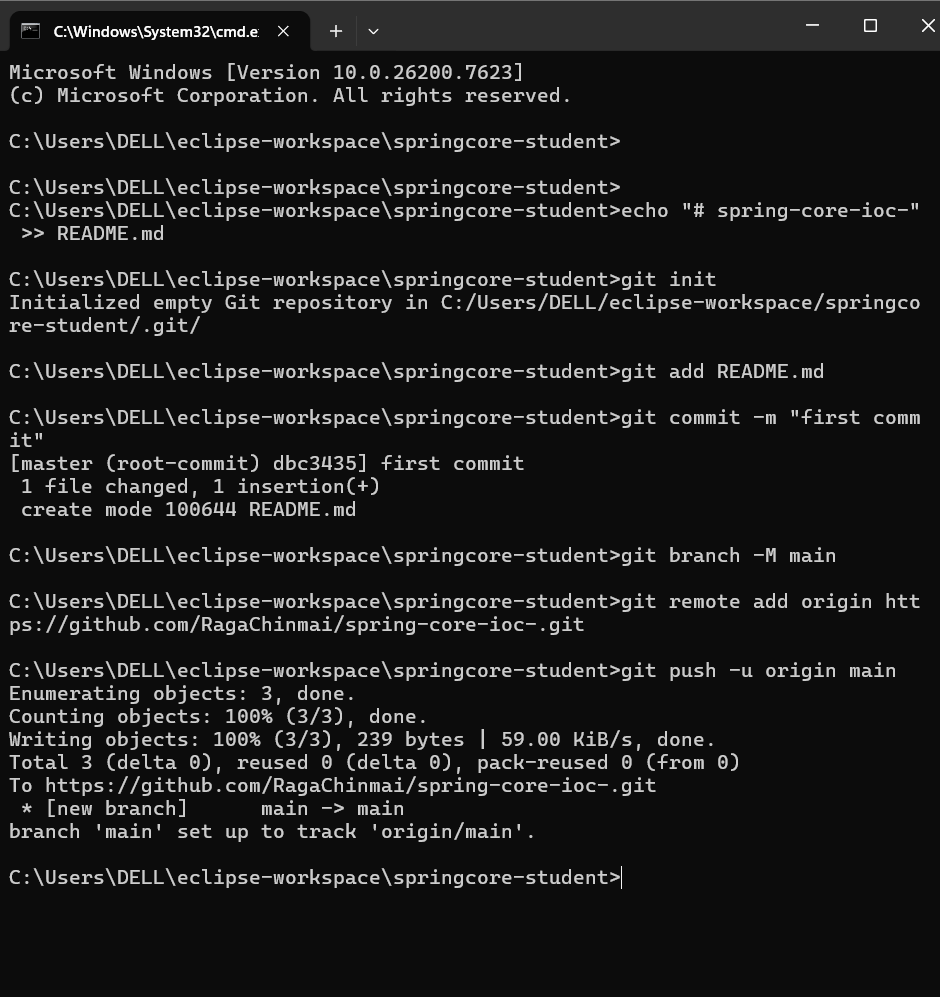 C:\Windows\System32\cmd.e
Microsoft Windows [Version 10.0.26200.7623]
(c) Microsoft Corporation. All rights reserved.
C:\Users\DELL\eclipse-workspace\springcore-student>
C:\Users\DELL\eclipse-workspace\springcore-student>
C:\Users\DELL\eclipse-workspace\springcore-student>echo "# spring-core-ioc-"
 >> README.md
C:\Users\DELL\eclipse-workspace\springcore-student>git init
Initialized empty Git repository in C:/Users/DELL/eclipse-workspace/springco
re-student/.git/
C:\Users\DELL\eclipse-workspace\springcore-student>git add README.md
C:\Users\DELL\eclipse-workspace\springcore-student>git commit -m "first comm
it"
[master (root-commit) dbc3435] first commit
 1 file changed, 1 insertion(+)
 create mode 100644 README.md
C:\Users\DELL\eclipse-workspace\springcore-student>git branch -M main
C:\Users\DELL\eclipse-workspace\springcore-student>git remote add origin htt
ps://github.com/RagaChinmai/spring-core-ioc-.git
C:\Users\DELL\eclipse-workspace\springcore-student>git push -u origin main
Enumerating objects: 3, done.
Counting objects: 100% (3/3), done.
Writing objects: 100% (3/3), 239 bytes | 59.00 KiB/s, done.
Total 3 (delta 0), reused 0 (delta 0), pack-reused 0 (from 0)
To https://github.com/RagaChinmai/spring-core-ioc-.git
 * [new branch]      main -> main
branch 'main' set up to track 'origin/main'.
C:\Users\DELL\eclipse-workspace\springcore-student>